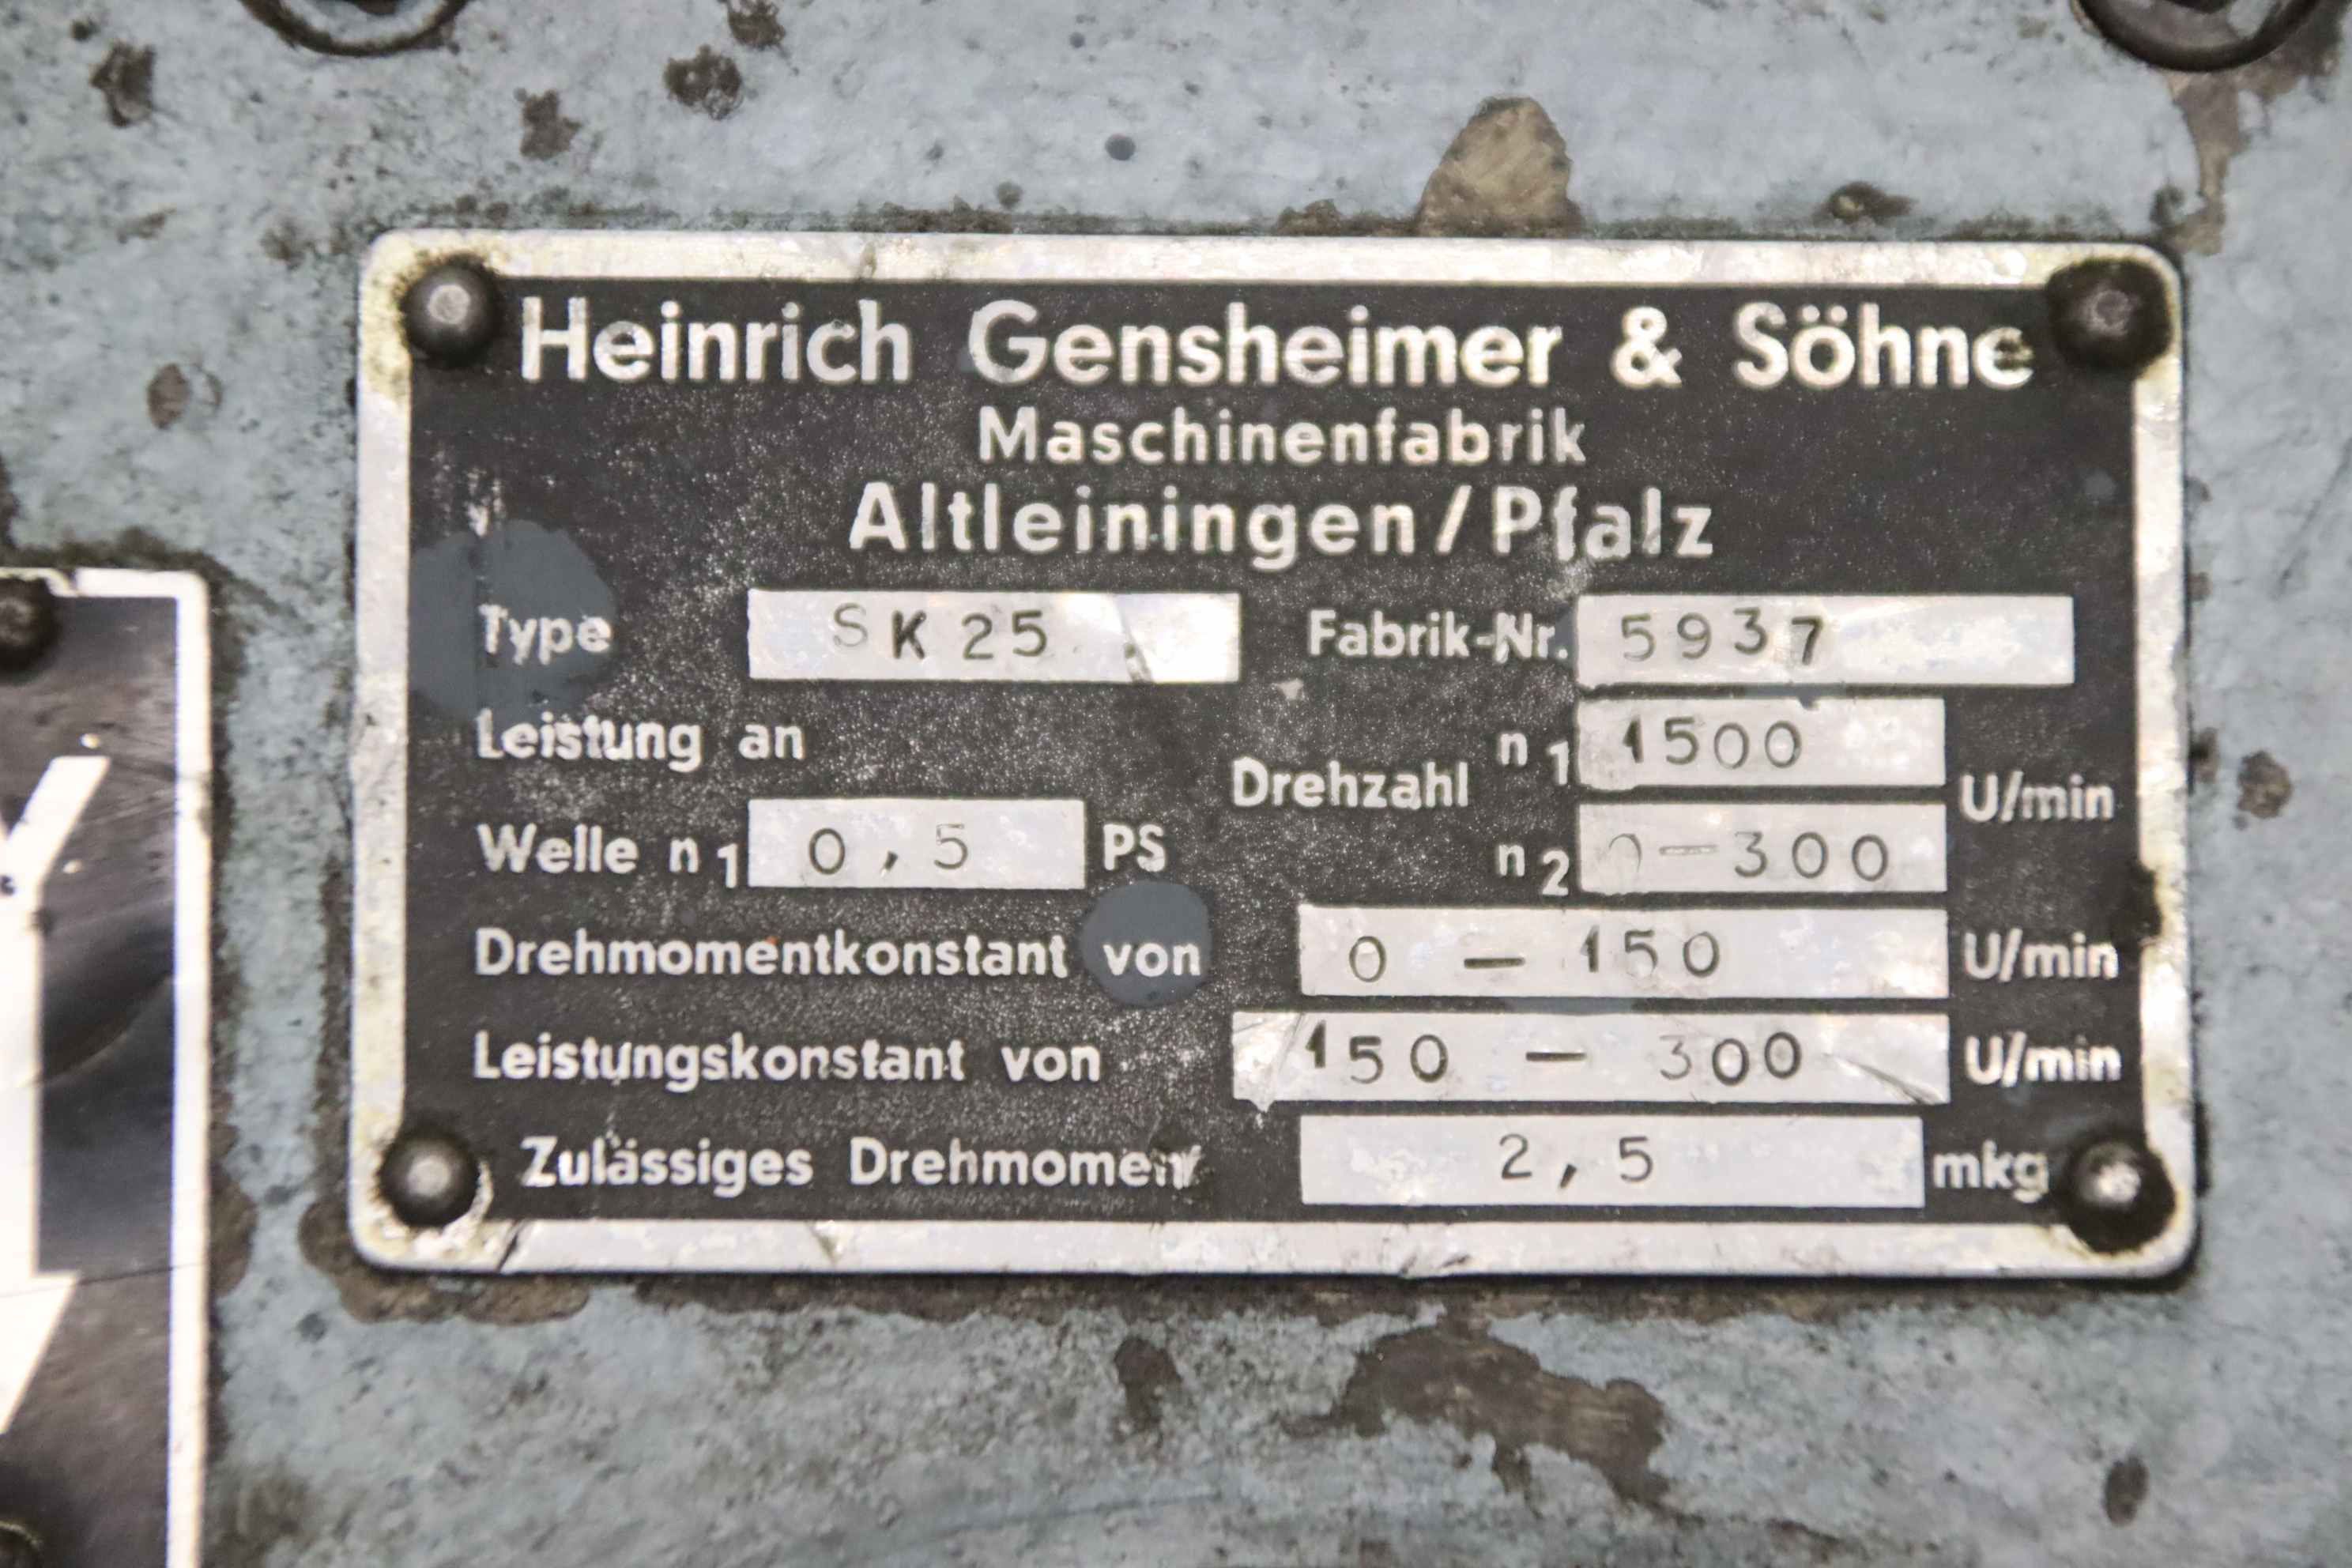 Heinrich Gensheimer & Söhne
Maschinenfabrik
Altleiningen/Pfalz
Type SK25 Fabrik-Nr. 5937
Leistung an
Drehzahl n1 1500 U/min
Welle n1 0,5 PS n2 0-300
Drehmomentkonstant von 0 - 150 U/min
Leistungskonstant von 150 - 300 U/min
Zulässiges Drehmoment 2,5 mkg